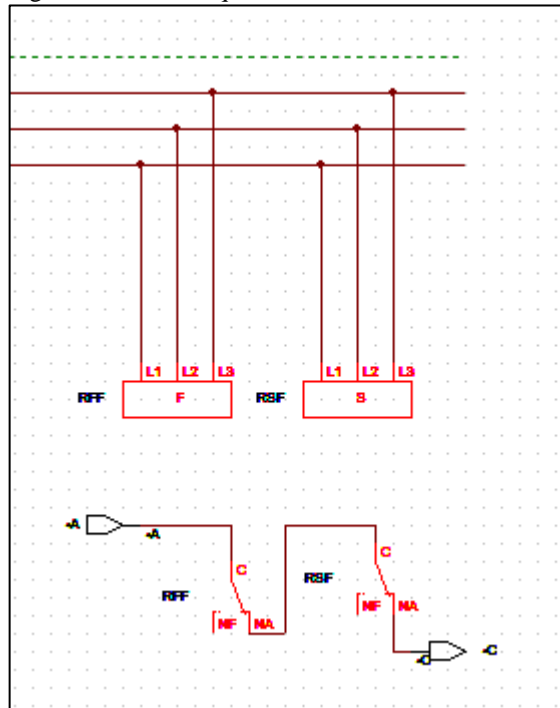 L1 L2 L3 L1 L2 L3
RFF F RSF S
-A -A
C C
RFF RSF
NF NA NF NA
-C -C